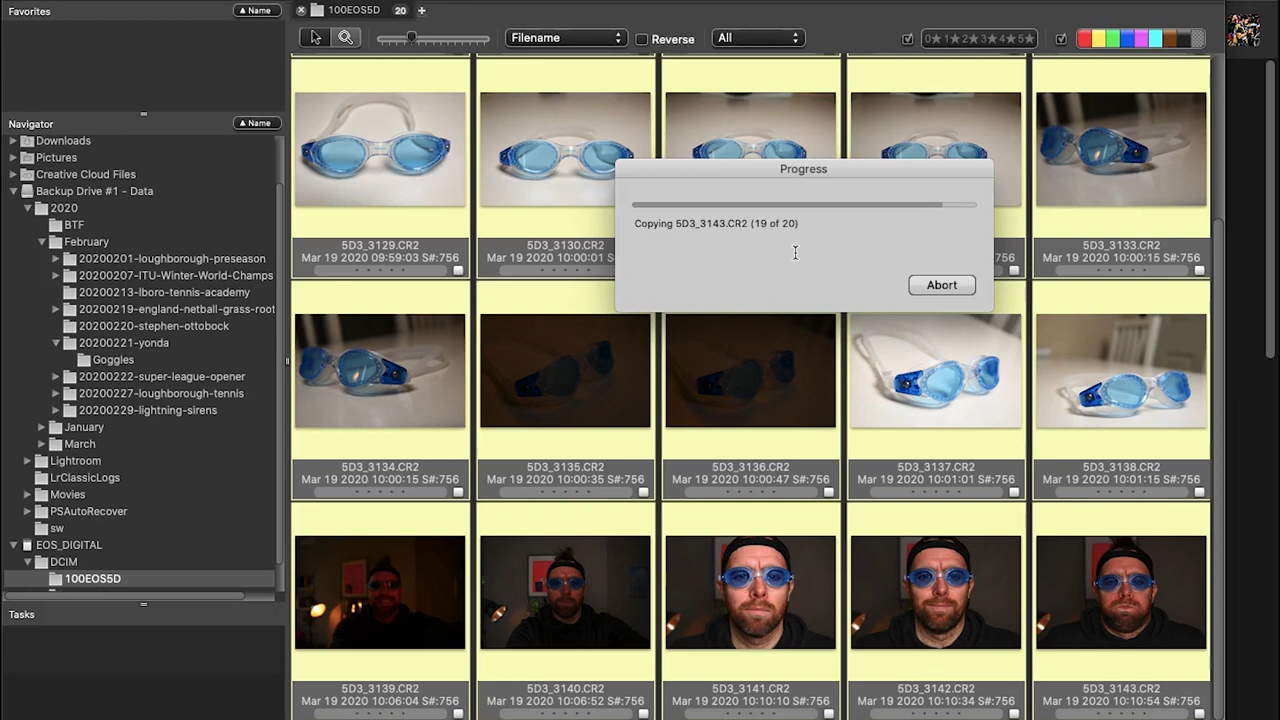 Favorites
▲ Name
100EOS5D 20 +
Filename
Reverse
All
0★1★2★3★4★5★
Navigator
▲ Name
Downloads
Pictures
Creative Cloud Files
Backup Drive #1 - Data
2020
BTF
February
20200201-loughborough-preseason
20200207-ITU-Winter-World-Champs
20200213-lboro-tennis-academy
20200219-england-netball-grass-root
20200220-stephen-ottobock
20200221-yonda
Goggles
20200222-super-league-opener
20200227-loughborough-tennis
20200229-lightning-sirens
January
March
Lightroom
LrClassicLogs
Movies
PSAutoRecover
sw
EOS_DIGITAL
DCIM
100EOS5D
Tasks
Progress
Copying 5D3_3143.CR2 (19 of 20)
Abort
5D3_3129.CR2
Mar 19 2020 09:59:03 S#:756
5D3_3130.CR2
Mar 19 2020 10:00:01 S
756
5D3_3133.CR2
Mar 19 2020 10:00:15 S#:756
5D3_3134.CR2
Mar 19 2020 10:00:15 S#:756
5D3_3135.CR2
Mar 19 2020 10:00:35 S#:756
5D3_3136.CR2
Mar 19 2020 10:00:47 S#:756
5D3_3137.CR2
Mar 19 2020 10:01:01 S#:756
5D3_3138.CR2
Mar 19 2020 10:01:15 S#:756
5D3_3139.CR2
Mar 19 2020 10:06:04 S#:756
5D3_3140.CR2
Mar 19 2020 10:06:52 S#:756
5D3_3141.CR2
Mar 19 2020 10:10:10 S#:756
5D3_3142.CR2
Mar 19 2020 10:10:34 S#:756
5D3_3143.CR2
Mar 19 2020 10:12:00 S#:756